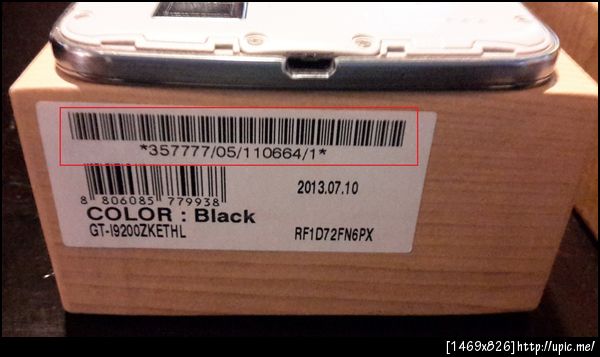 *357777/05/110664/1*
8 806085 779938
2013.07.10
COLOR : Black
GT-I9200ZKETHL
RF1D72FN6PX
[1469x826]http://upic.me/